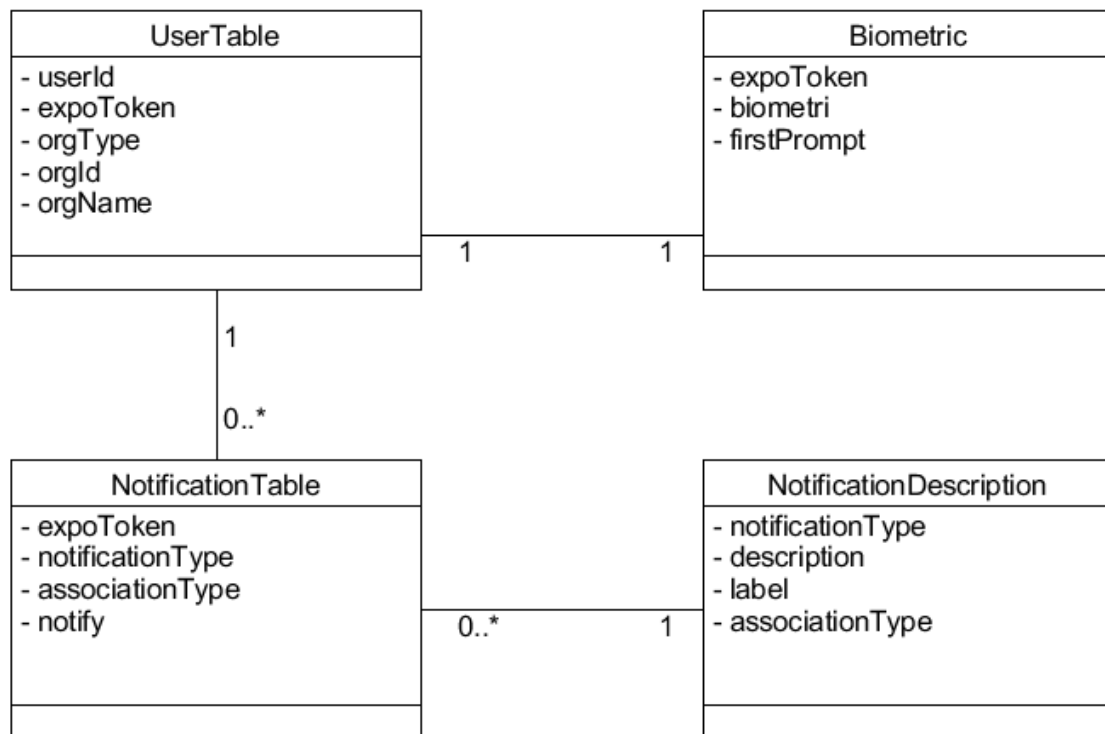 UserTable
- userId
- expoToken
- orgType
- orgId
- orgName
Biometric
- expoToken
- biometri
- firstPrompt
1
1
1
0..*
NotificationTable
- expoToken
- notificationType
- associationType
- notify
NotificationDescription
- notificationType
- description
- label
- associationType
0..*
1